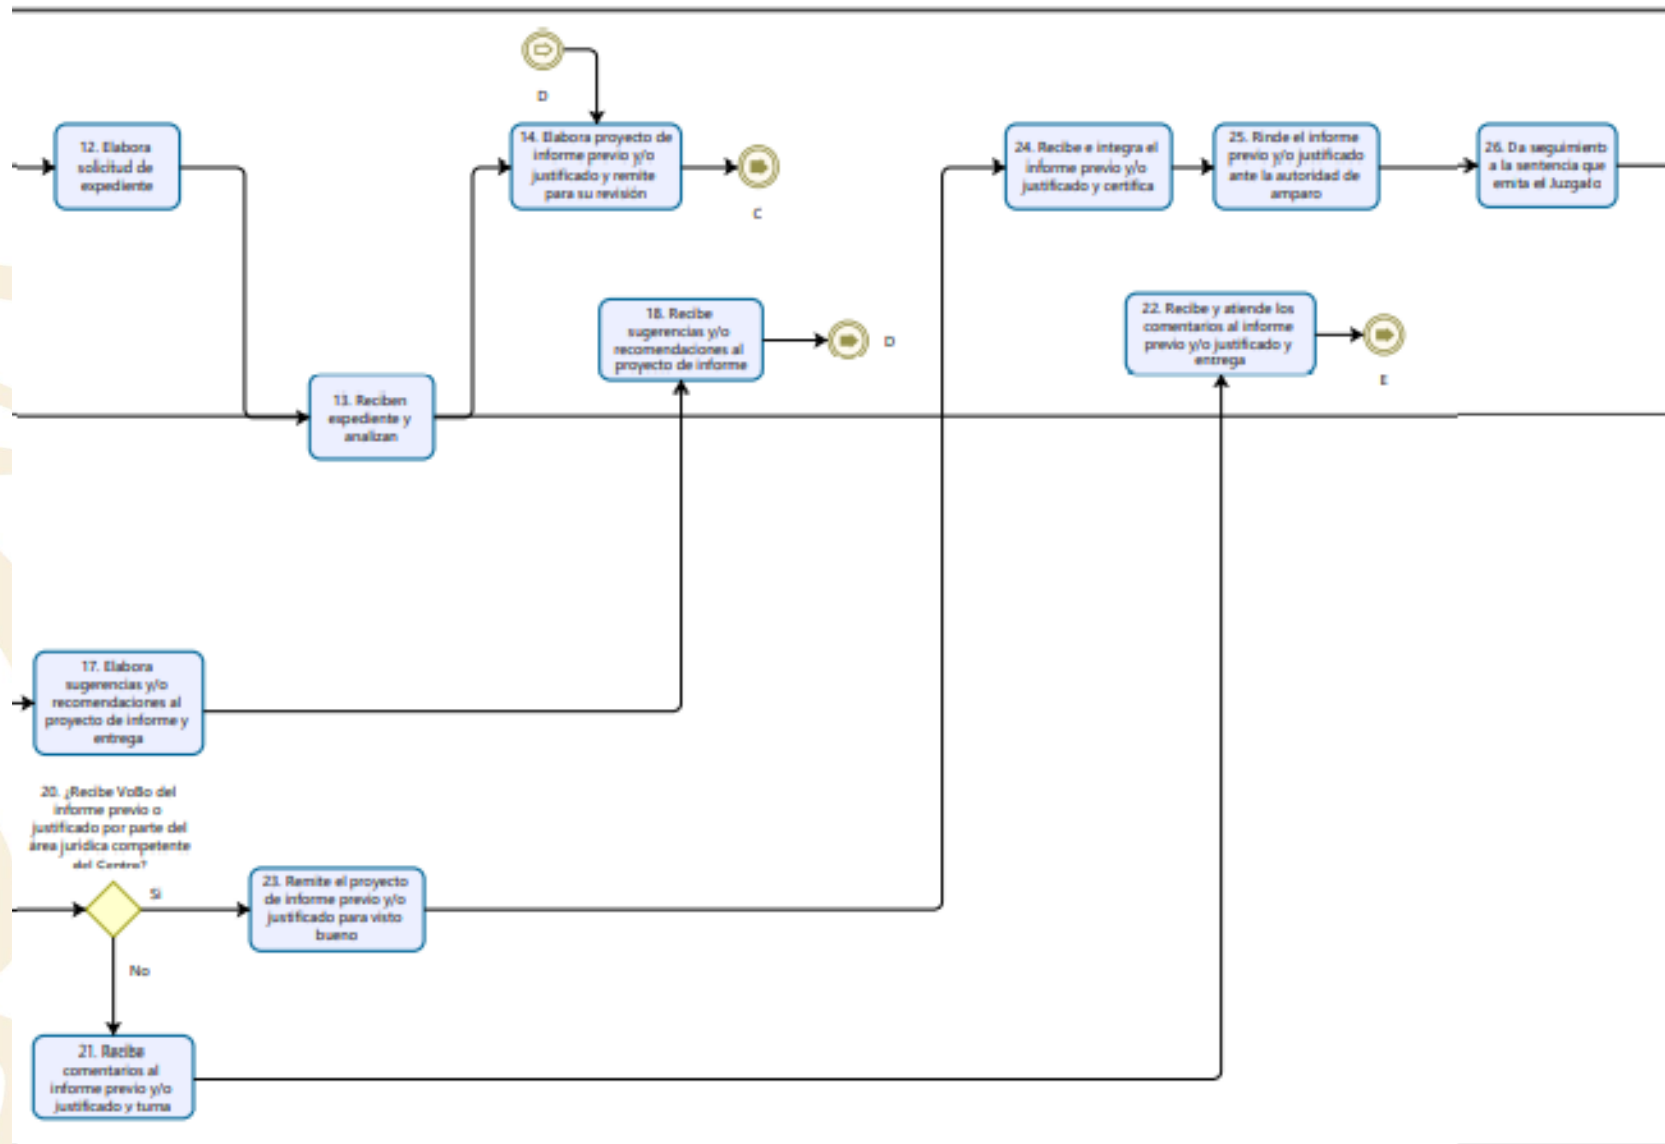 D
12. Elabora
solicitud de
expediente
14. Elabora proyecto de
informe previo y/o
justificado y remite
para su revisión
C
24. Recibe e integra el
informe previo y/o
justificado y certifica
25. Rinde el informe
previo y/o justificado
ante la autoridad de
amparo
26. Da seguimiento
a la sentencia que
emita el Juzgado
18. Recibe
sugerencias y/o
recomendaciones al
proyecto de informe
D
22. Recibe y atiende los
comentarios al informe
previo y/o justificado y
entrega
E
13. Reciben
expediente y
analizan
17. Elabora
sugerencias y/o
recomendaciones al
proyecto de informe y
entrega
20. ¿Recibe VoBo del
informe previo o
justificado por parte del
área jurídica competente
del Centro?
Si
No
23. Remite el proyecto
de informe previo y/o
justificado para visto
bueno
21. Recibe
comentarios al
informe previo y/o
justificado y turna